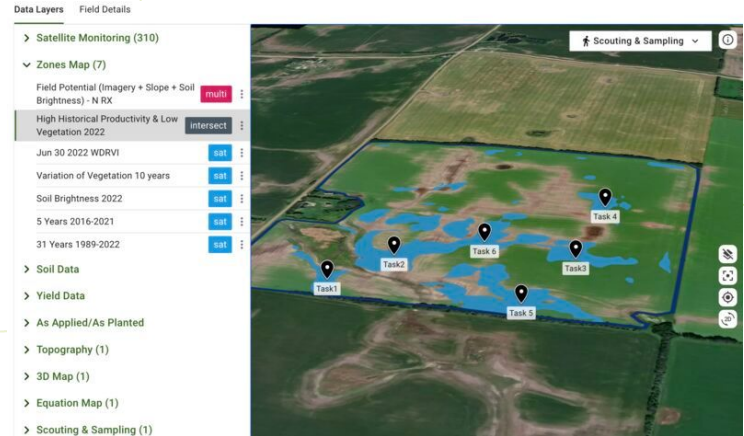 Data Layers Field Details
Satellite Monitoring (310)
Scouting & Sampling
Zones Map (7)
Field Potential (Imagery + Slope + Soil
Brightness) - N RX
multi
High Historical Productivity & Low
Vegetation 2022
intersect
Jun 30 2022 WDRVI sat
Variation of Vegetation 10 years sat
Soil Brightness 2022 sat
5 Years 2016-2021 sat
31 Years 1989-2022 sat
Soil Data
Yield Data
As Applied/As Planted
Topography (1)
3D Map (1)
Equation Map (1)
Scouting & Sampling (1)
Task 4
Task 6
Task2
Task3
Task1
Task 5
2D